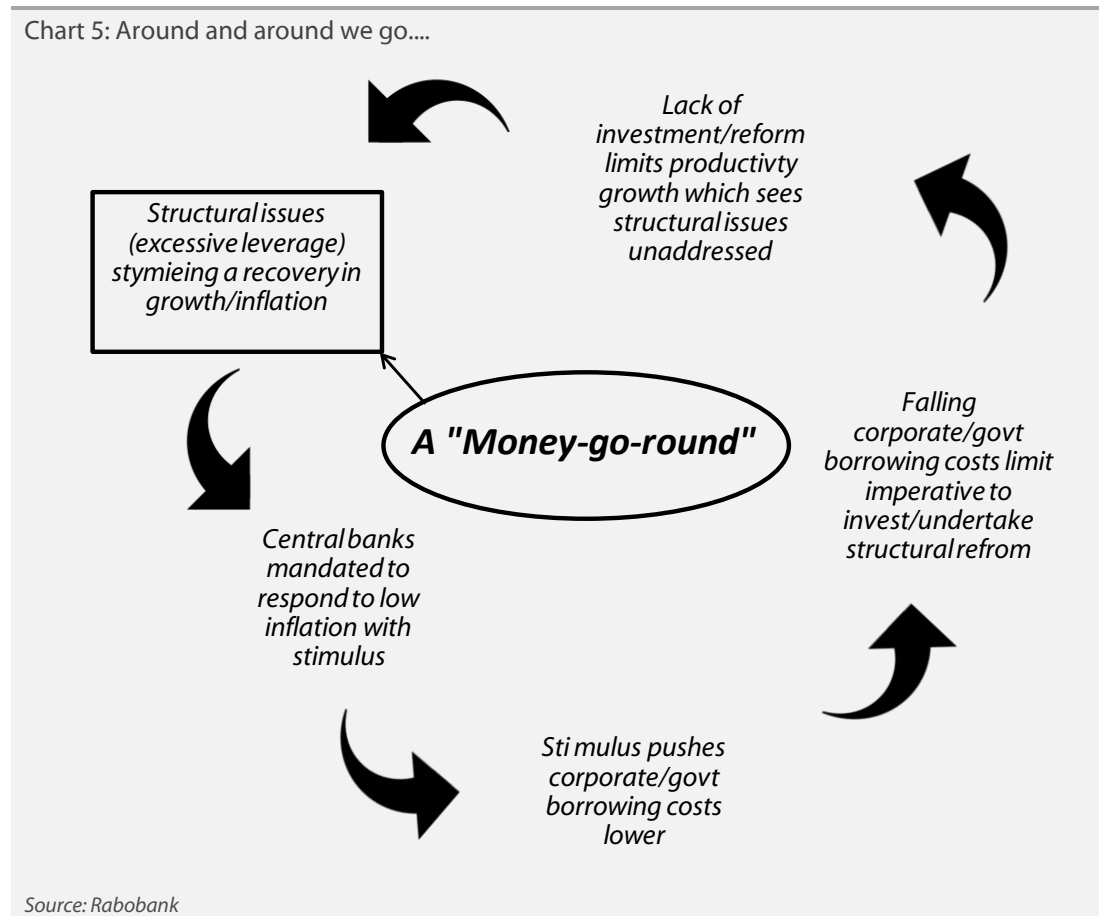 Chart 5: Around and around we go....
Lack of
investment/reform
limits productivty
growth which sees
structural issues
unaddressed
Structural issues
(excessive leverage)
stymieing a recovery in
growth/inflation
A "Money-go-round"
Falling
corporate/govt
borrowing costs limit
imperative to
invest/undertake
structural refrom
Central banks
mandated to
respond to low
inflation with
stimulus
Sti mulus pushes
corporate/govt
borrowing costs
lower
Source: Rabobank